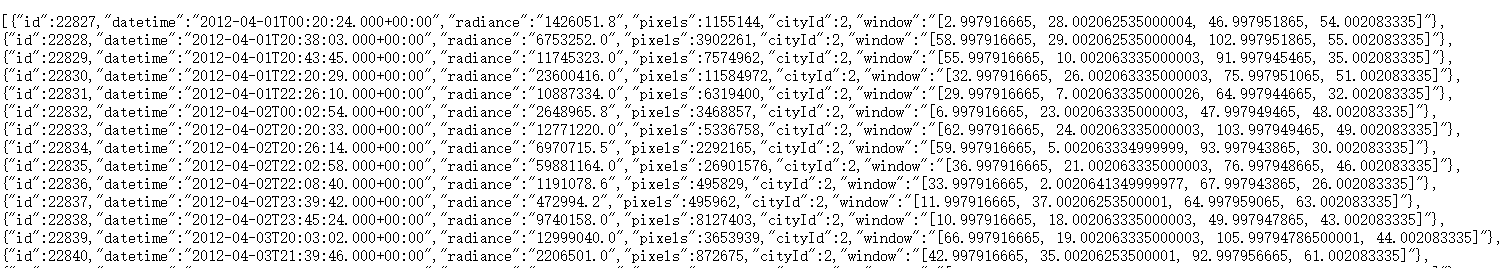 [{"id":22827,"datetime":"2012-04-01T00:20:24.000+00:00","radiance":"1426051.8","pixels":1155144,"cityId":2,"window":"[2.997916665, 28.002062535000004, 46.997951865, 54.002083335]"},
{"id":22828,"datetime":"2012-04-01T20:38:03.000+00:00","radiance":"6753252.0","pixels":3902261,"cityId":2,"window":"[58.997916665, 29.002062535000004, 102.997951865, 55.002083335]"},
{"id":22829,"datetime":"2012-04-01T20:43:45.000+00:00","radiance":"11745323.0","pixels":7574962,"cityId":2,"window":"[55.997916665, 10.002063335000003, 91.997945465, 35.002083335]"},
{"id":22830,"datetime":"2012-04-01T22:20:29.000+00:00","radiance":"23600416.0","pixels":11584972,"cityId":2,"window":"[32.997916665, 26.002063335000003, 75.997951065, 51.002083335]"},
{"id":22831,"datetime":"2012-04-01T22:26:10.000+00:00","radiance":"10887334.0","pixels":6319400,"cityId":2,"window":"[29.997916665, 7.0020633350000026, 64.997944665, 32.002083335]"},
{"id":22832,"datetime":"2012-04-02T00:02:54.000+00:00","radiance":"2648965.8","pixels":3468857,"cityId":2,"window":"[6.997916665, 23.002063335000003, 47.997949465, 48.002083335]"},
{"id":22833,"datetime":"2012-04-02T20:20:33.000+00:00","radiance":"12771220.0","pixels":5336758,"cityId":2,"window":"[62.997916665, 24.002063335000003, 103.997949465, 49.002083335]"},
{"id":22834,"datetime":"2012-04-02T20:26:14.000+00:00","radiance":"6970715.5","pixels":2292165,"cityId":2,"window":"[59.997916665, 5.002063334999999, 93.997943865, 30.002083335]"},
{"id":22835,"datetime":"2012-04-02T22:02:58.000+00:00","radiance":"59881164.0","pixels":26901576,"cityId":2,"window":"[36.997916665, 21.002063335000003, 76.997948665, 46.002083335]"},
{"id":22836,"datetime":"2012-04-02T22:08:40.000+00:00","radiance":"1191078.6","pixels":495829,"cityId":2,"window":"[33.997916665, 2.0020641349999977, 67.997943865, 26.002083335]"},
{"id":22837,"datetime":"2012-04-02T23:39:42.000+00:00","radiance":"472994.2","pixels":495962,"cityId":2,"window":"[11.997916665, 37.00206253500001, 64.997959065, 63.002083335]"},
{"id":22838,"datetime":"2012-04-02T23:45:24.000+00:00","radiance":"9740158.0","pixels":8127403,"cityId":2,"window":"[10.997916665, 18.002063335000003, 49.997947865, 43.002083335]"},
{"id":22839,"datetime":"2012-04-03T20:03:02.000+00:00","radiance":"12999040.0","pixels":3653939,"cityId":2,"window":"[66.997916665, 19.002063335000003, 105.99794786500001, 44.002083335]"},
{"id":22840,"datetime":"2012-04-03T21:39:46.000+00:00","radiance":"2206501.0","pixels":872675,"cityId":2,"window":"[42.997916665, 35.00206253500001, 92.997956665, 61.002083335]"},